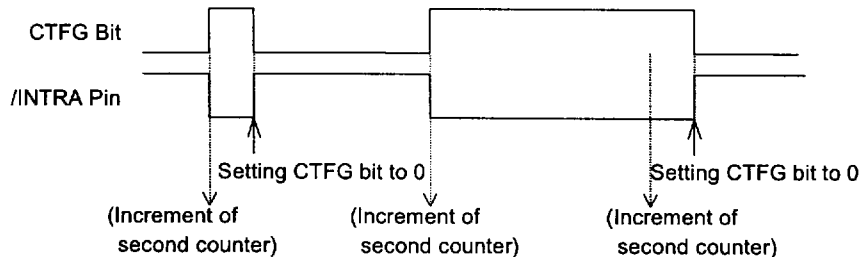 CTFG Bit
/INTRA Pin
Setting CTFG bit to 0
Setting CTFG bit to 0
(Increment of
second counter)
(Increment of
second counter)
(Increment of
second counter)